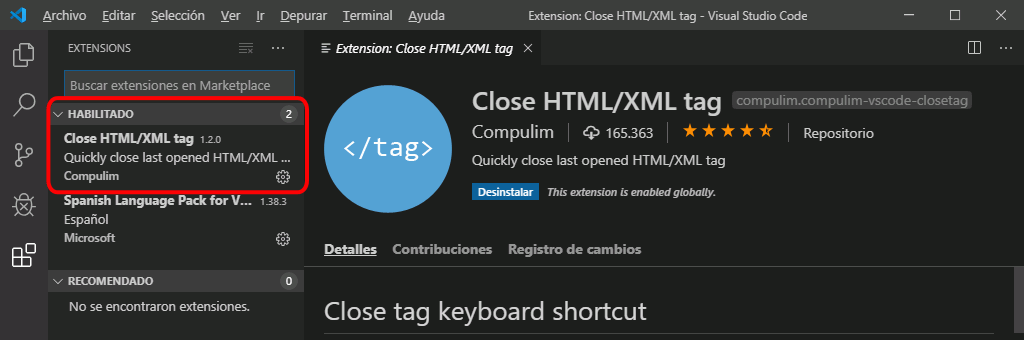 Archivo Editar Selección Ver Ir Depurar Terminal Ayuda Extension: Close HTML/XML tag - Visual Studio Code
EXTENSIONS
Extension: Close HTML/XML tag
Buscar extensiones en Marketplace
HABILITADO 2
Close HTML/XML tag 1.2.0
Quickly close last opened HTML/XML ...
Compulim
Spanish Language Pack for V... 1.38.3
Español
Microsoft
RECOMENDADO 0
No se encontraron extensiones.
</tag>
Close HTML/XML tag compulim.compulim-vscode-closetag
Compulim 165.363 Repositorio
Quickly close last opened HTML/XML tag
Desinstalar This extension is enabled globally.
Detalles Contribuciones Registro de cambios
Close tag keyboard shortcut